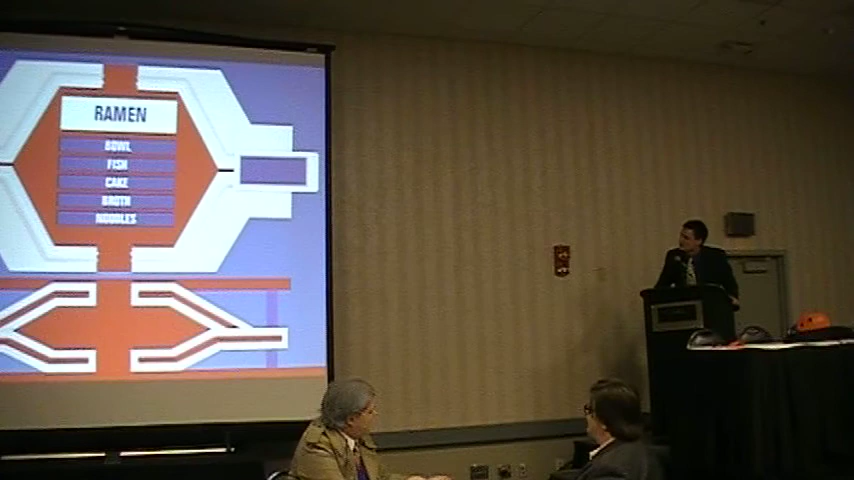 RAMEN
BOWL
FISH
CAKE
BROTH
NOODLES